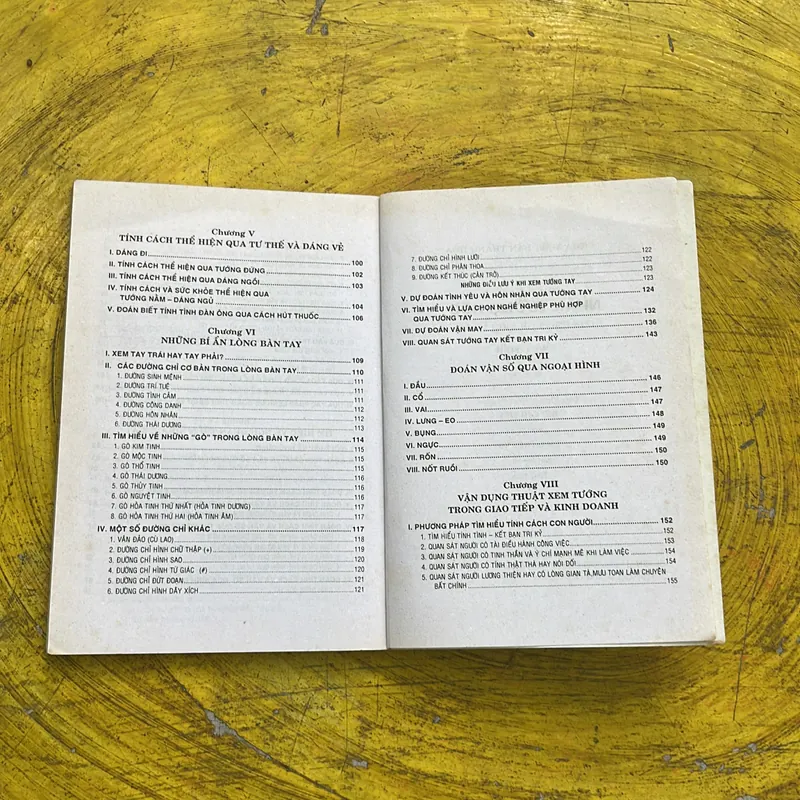 Chương V
TÍNH CÁCH THỂ HIỆN QUA TƯ THẾ VÀ DÁNG VẺ
I. DÁNG ĐI 100
II. TÍNH CÁCH THỂ HIỆN QUA TƯỚNG ĐỨNG 102
III. TÍNH CÁCH THỂ HIỆN QUA DÁNG NGỒI 103
IV. TÍNH CÁCH VÀ SỨC KHỎE THỂ HIỆN QUA
TƯỚNG NẰM – DÁNG NGỦ 104
V. ĐOÁN BIẾT TÍNH TÌNH ĐÀN ÔNG QUA CÁCH HÚT THUỐC 106
Chương VI
NHỮNG BÍ ẨN LÒNG BÀN TAY
I. XEM TAY TRÁI HAY TAY PHẢI? 109
II. CÁC ĐƯỜNG CHỈ CƠ BẢN TRONG LÒNG BÀN TAY 110
1. ĐƯỜNG SINH MỆNH 111
2. ĐƯỜNG TRÍ TUỆ 111
3. ĐƯỜNG TÌNH CẢM 111
4. ĐƯỜNG CÔNG DANH 111
5. ĐƯỜNG HÔN NHÂN 112
6. ĐƯỜNG THÁI DƯƠNG 113
III. TÌM HIỂU VỀ NHỮNG "GÒ" TRONG LÒNG BÀN TAY 114
1. GÒ KIM TINH 115
2. GÒ MỘC TINH 115
3. GÒ THỔ TINH 115
4. GÒ THÁI DƯƠNG 116
5. GÒ THỦY TINH 116
6. GÒ NGUYỆT TINH 116
7. GÒ HỎA TINH THỨ NHẤT (HỎA TINH DƯƠNG) 116
8. GÒ HỎA TINH THỨ HAI (HỎA TINH ÂM) 117
IV. MỘT SỐ ĐƯỜNG CHỈ KHÁC 117
1. VÂN ĐẢO (CÙ LAO) 118
2. ĐƯỜNG CHỈ HÌNH CHỮ THẬP (+) 119
3. ĐƯỜNG CHỈ HÌNH SAO 120
4. ĐƯỜNG CHỈ HÌNH TỨ GIÁC (#) 120
5. ĐƯỜNG CHỈ ĐỨT ĐOẠN 121
6. ĐƯỜNG CHỈ HÌNH DÂY XÍCH 121
7. ĐƯỜNG CHỈ HÌNH LƯỚI 122
8. ĐƯỜNG CHỈ PHÂN THOA 122
9. ĐƯỜNG KẾT THÚC (CẢN TRỞ) 123
NHỮNG ĐIỀU LƯU Ý KHI XEM TƯỚNG TAY 123
V. DỰ ĐOÁN TÌNH YÊU VÀ HÔN NHÂN QUA TƯỚNG TAY 124
VI. TÌM HIỂU VÀ LỰA CHỌN NGHỀ NGHIỆP PHÙ HỢP
QUA TƯỚNG TAY 132
VII. DỰ ĐOÁN VẬN MAY 136
VIII. QUAN SÁT TƯỚNG TAY KẾT BẠN TRI KỶ 143
Chương VII
ĐOÁN VẬN SỐ QUA NGOẠI HÌNH
I. ĐẦU 146
II. CỔ 147
III. VAI 147
IV. LƯNG – EO 148
V. BỤNG 149
VI. NGỰC 149
VII. RỐN 150
VIII. NỐT RUỒI 150
Chương VIII
VẬN DỤNG THUẬT XEM TƯỚNG
TRONG GIAO TIẾP VÀ KINH DOANH
I. PHƯƠNG PHÁP TÌM HIỂU TÍNH CÁCH CON NGƯỜI 152
1. TÌM HIỂU TÍNH TÌNH – KẾT BẠN TRI KỶ 152
2. QUAN SÁT NGƯỜI CÓ TÀI ĐIỀU HÀNH CÔNG VIỆC 153
3. QUAN SÁT NGƯỜI CÓ TINH THẦN VÀ Ý CHÍ MẠNH MẼ KHI LÀM VIỆC 154
4. QUAN SÁT NGƯỜI CÓ TÍNH THẬT THÀ HAY NÓI DỐI 154
5. QUAN SÁT NGƯỜI LƯƠNG THIỆN HAY CÓ LÒNG GIAN TÀ, MƯU TOAN LÀM CHUYỆN
BẤT CHÍNH 155